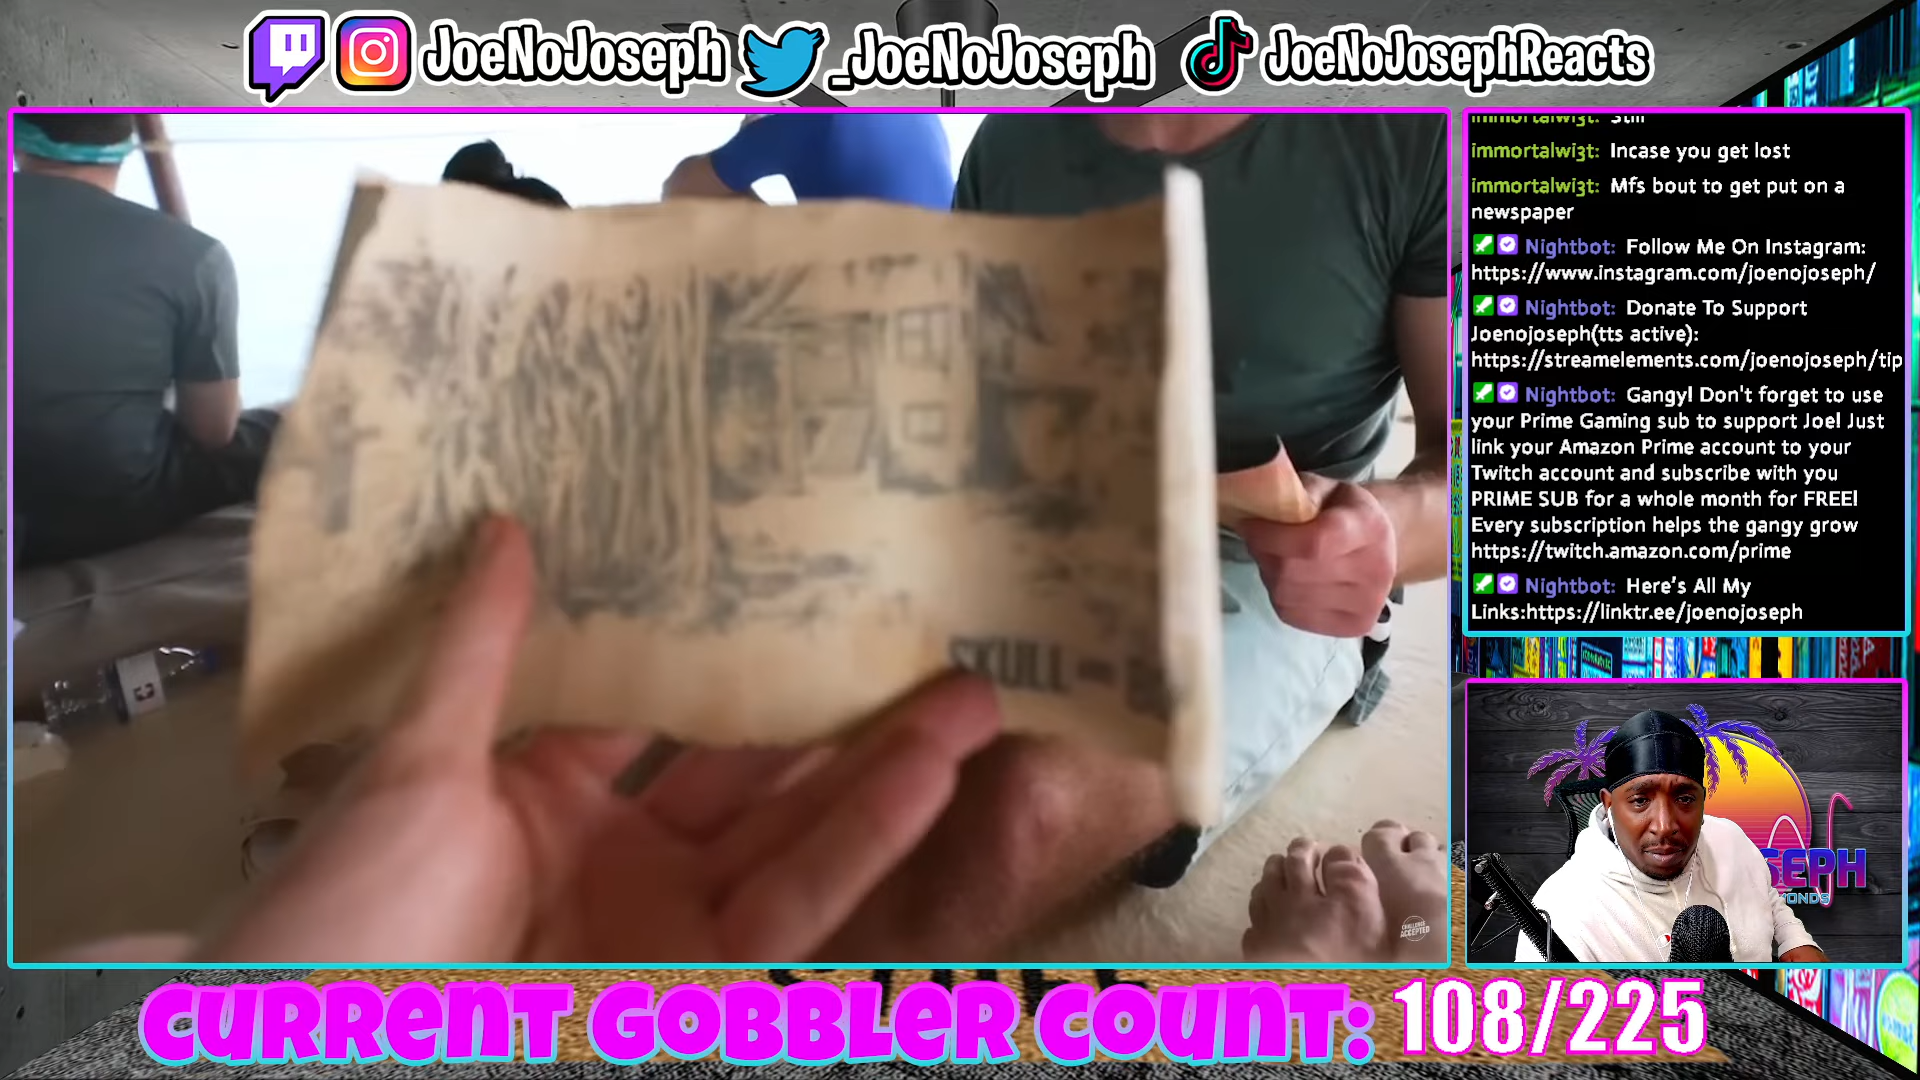 JoeNoJoseph _JoeNoJoseph JoeNoJosephReacts
immortalwi3t: Still
immortalwi3t: Incase you get lost
immortalwi3t: Mfs bout to get put on a
newspaper
Nightbot: Follow Me On Instagram:
https://www.instagram.com/joenojoseph/
Nightbot: Donate To Support
Joenojoseph(tts active):
https://streamelements.com/joenojoseph/tip
Nightbot: Gangy! Don't forget to use
your Prime Gaming sub to support Joe! Just
link your Amazon Prime account to your
Twitch account and subscribe with you
PRIME SUB for a whole month for FREE!
Every subscription helps the gangy grow
https://twitch.amazon.com/prime
Nightbot: Here's All My
Links:https://linktr.ee/joenojoseph
SKULL
SEPH
CHALLENGE
ACCEPTED
CURRENT GOBBLER COUNT: 108/225